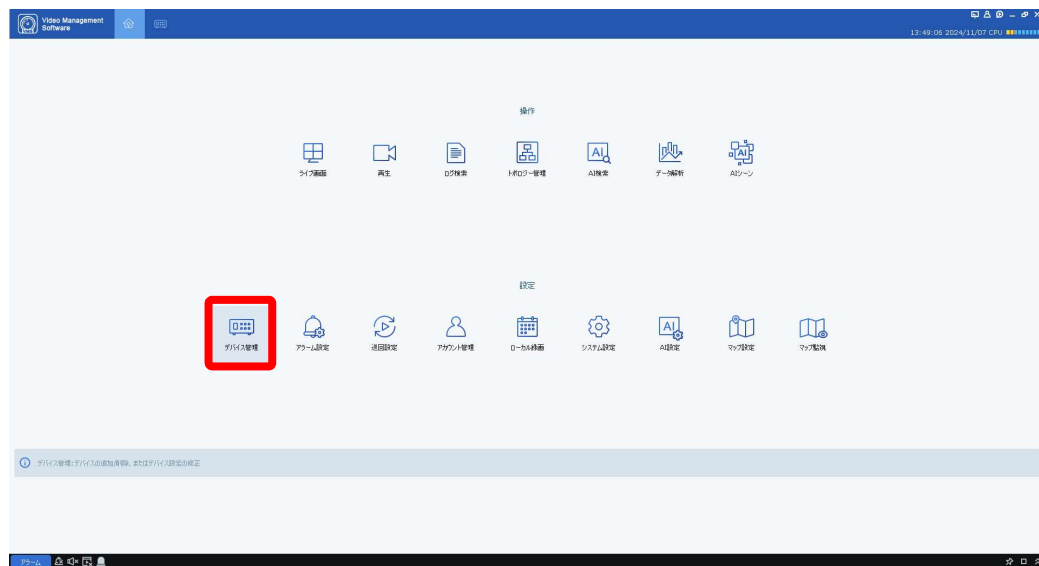 Video Management
Software
13:49:06 2024/11/07 CPU
操作
ライブ画面
再生
ログ検索
トポロジー管理
AI検索
データ解析
AIシーン
設定
デバイス管理
アラーム設定
巡回設定
アカウント管理
ローカル録画
システム設定
AI設定
マップ設定
マップ監視
デバイス管理:デバイスの追加/削除、またはデバイス設定の修正
アラーム